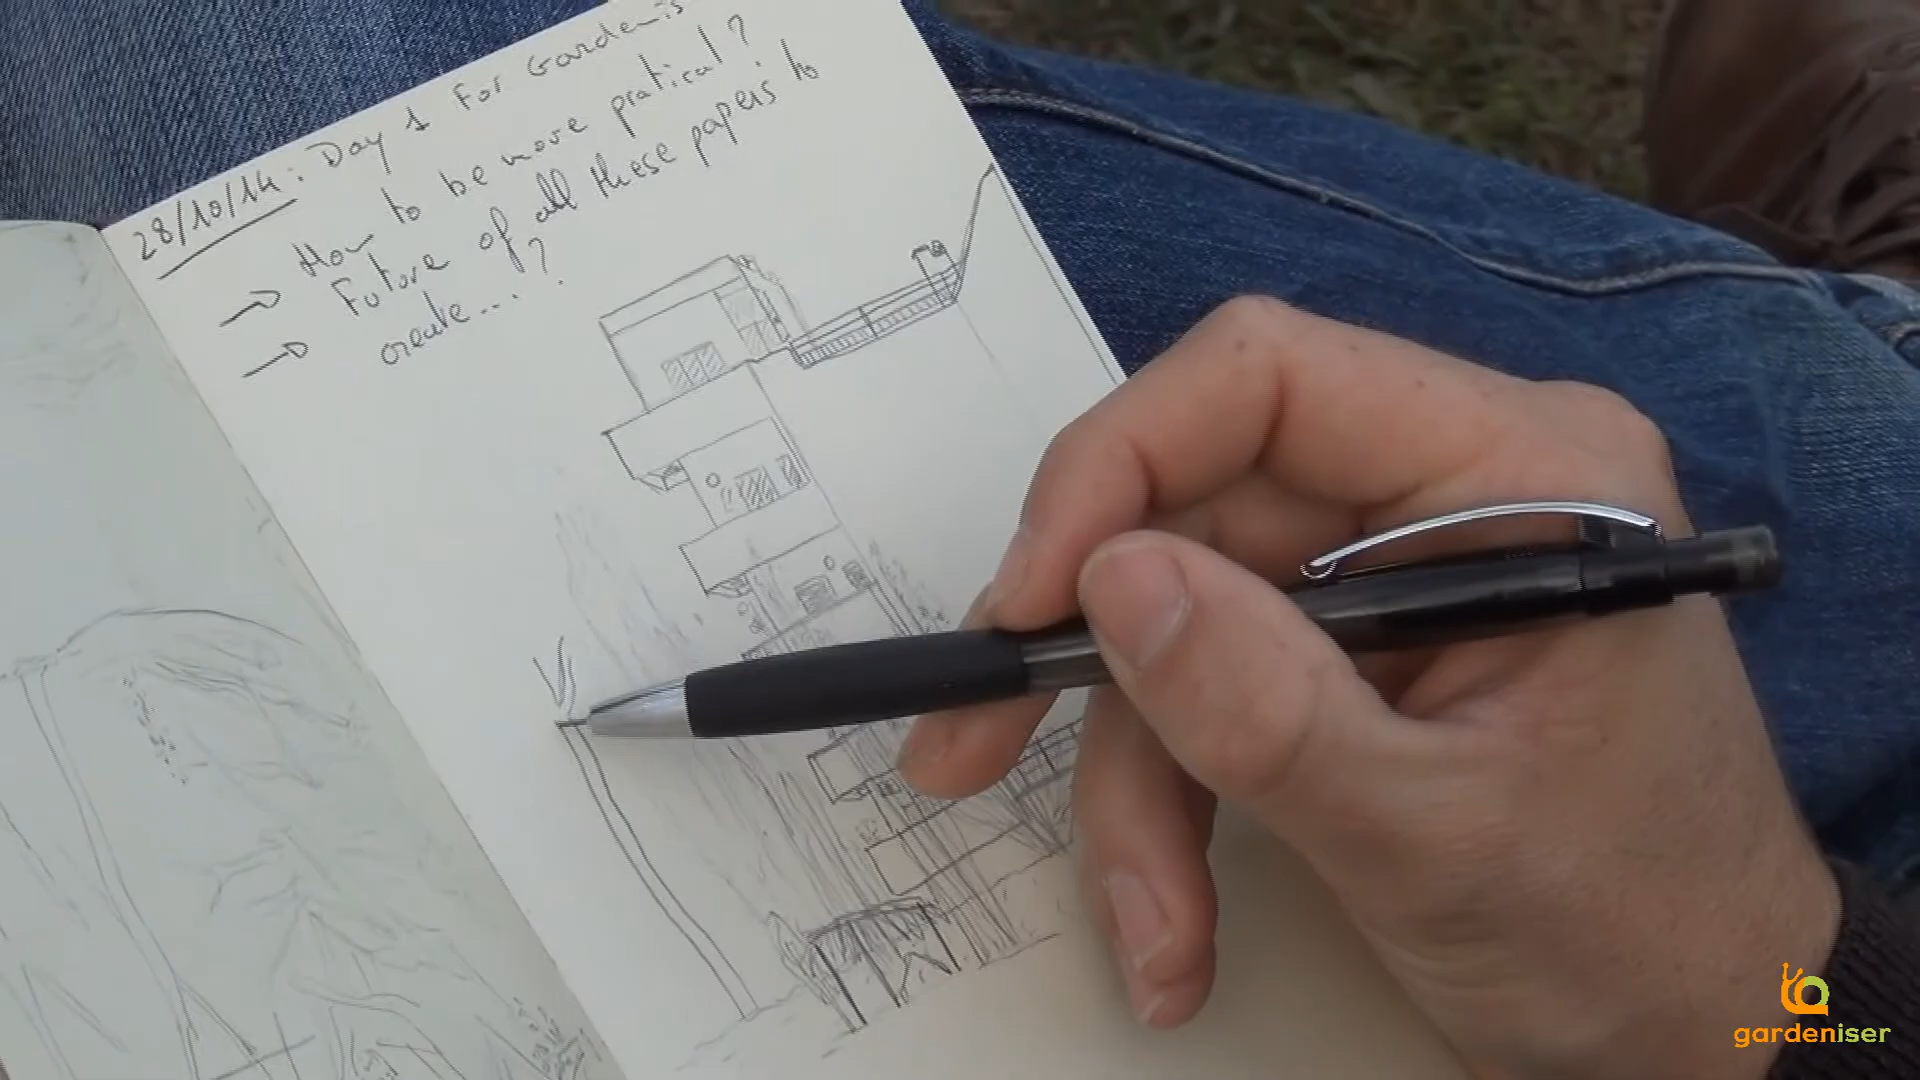 28/10/14: Day 1 For Gardenis
How to be more pratical?
Future of all these papers to
create...?
gardeniser